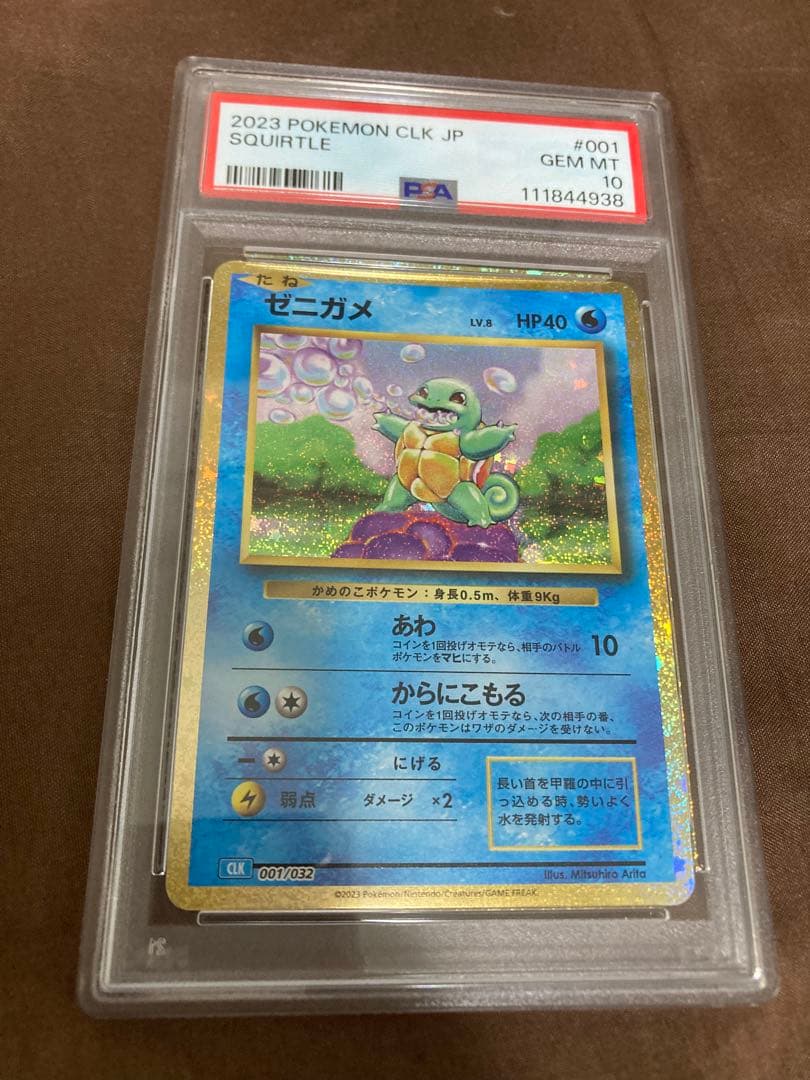 2023 POKEMON CLK JP #001
SQUIRTLE GEM MT
10
PSA 111844938
たね
ゼニガメ LV.8 HP40
かめのこポケモン：身長0.5m、体重9Kg
あわ 10
コインを1回投げオモテなら、相手のバトル
ポケモンをマヒにする。
からにこもる
コインを1回投げオモテなら、次の相手の番、
このポケモンはワザのダメージを受けない。
にげる
弱点 ダメージ ×2
長い首を甲羅の中に引
っ込める時、勢いよく
水を発射する。
CLK 001/032
Illus. Mitsuhiro Arita
©2023 Pokémon/Nintendo/Creatures/GAME FREAK.